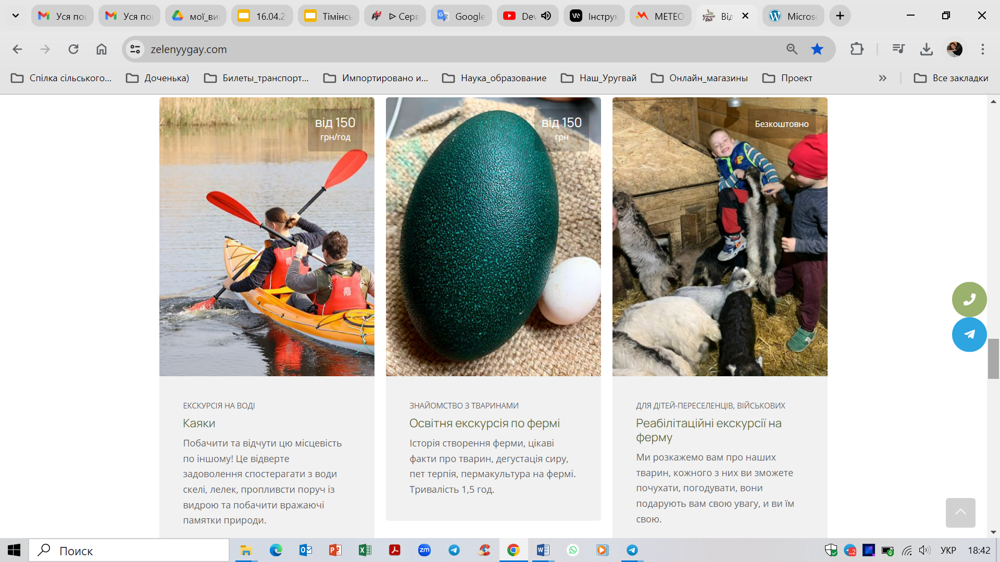 Уся по
Уся по
мої_ви
16.04.2
Тімінсь
Серв
Google
Dev
Інструм
МЕТЕО
Від
Microso
zelenyygay.com
Спілка сільського...
Доченька)
Билеты_транспорт...
Импортировано и...
Наука_образование
Наш_Уругвай
Онлайн_магазины
Проект
Все закладки
від 150
грн/год
від 150
грн
Безкоштовно
ЕКСКУРСІЯ НА ВОДІ
Каяки
Побачити та відчути цю місцевість
по іншому! Це відверте
задоволення спостерагати з води
скелі, лелек,ропливсти поруч із
видрою та побачити вражаючі
памятки природи.
ЗНАЙОМСТВО З ТВАРИНАМИ
Освітня екскурсія по фермі
Історія створення ферми, цікаві
факти про тварин, дегустація сиру,
пет терпія, пермакультура на фермі.
Тривалість 1,5 год.
ДЛЯ ДІТЕЙ-ПЕРЕСЕЛЕНЦІВ, ВІЙСЬКОВИХ
Реабілітаційні екскурсії на
ферму
Ми розкажемо вам про наших
тварин, кожного з них ви зможете
почухати, погодувати, вони
подарують вам свою увагу, и ви їм
свою.
Поиск
УКР
18:42